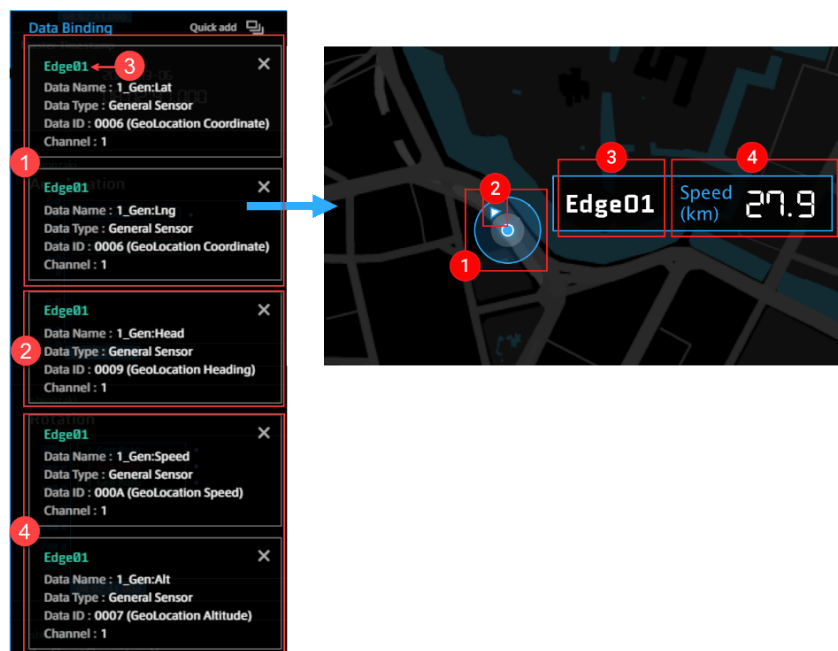 Data Binding
Quick add
Edge01
3
Data Name : 1_Gen:Lat
Data Type : General Sensor
Data ID : 0006 (GeoLocation Coordinate)
Channel : 1
1
Edge01
Data Name : 1_Gen:Lng
Data Type : General Sensor
Data ID : 0006 (GeoLocation Coordinate)
Channel : 1
2
Edge01
Data Name : 1_Gen:Head
Data Type : General Sensor
Data ID : 0009 (GeoLocation Heading)
Channel : 1
Rotation
4
Edge01
Data Name : 1_Gen:Speed
Data Type : General Sensor
Data ID : 000A (GeoLocation Speed)
Channel : 1
Edge01
Data Name : 1_Gen:Alt
Data Type : General Sensor
Data ID : 0007 (GeoLocation Altitude)
Channel : 1
1
2
3
4
Edge01
Speed
(km)
27.9